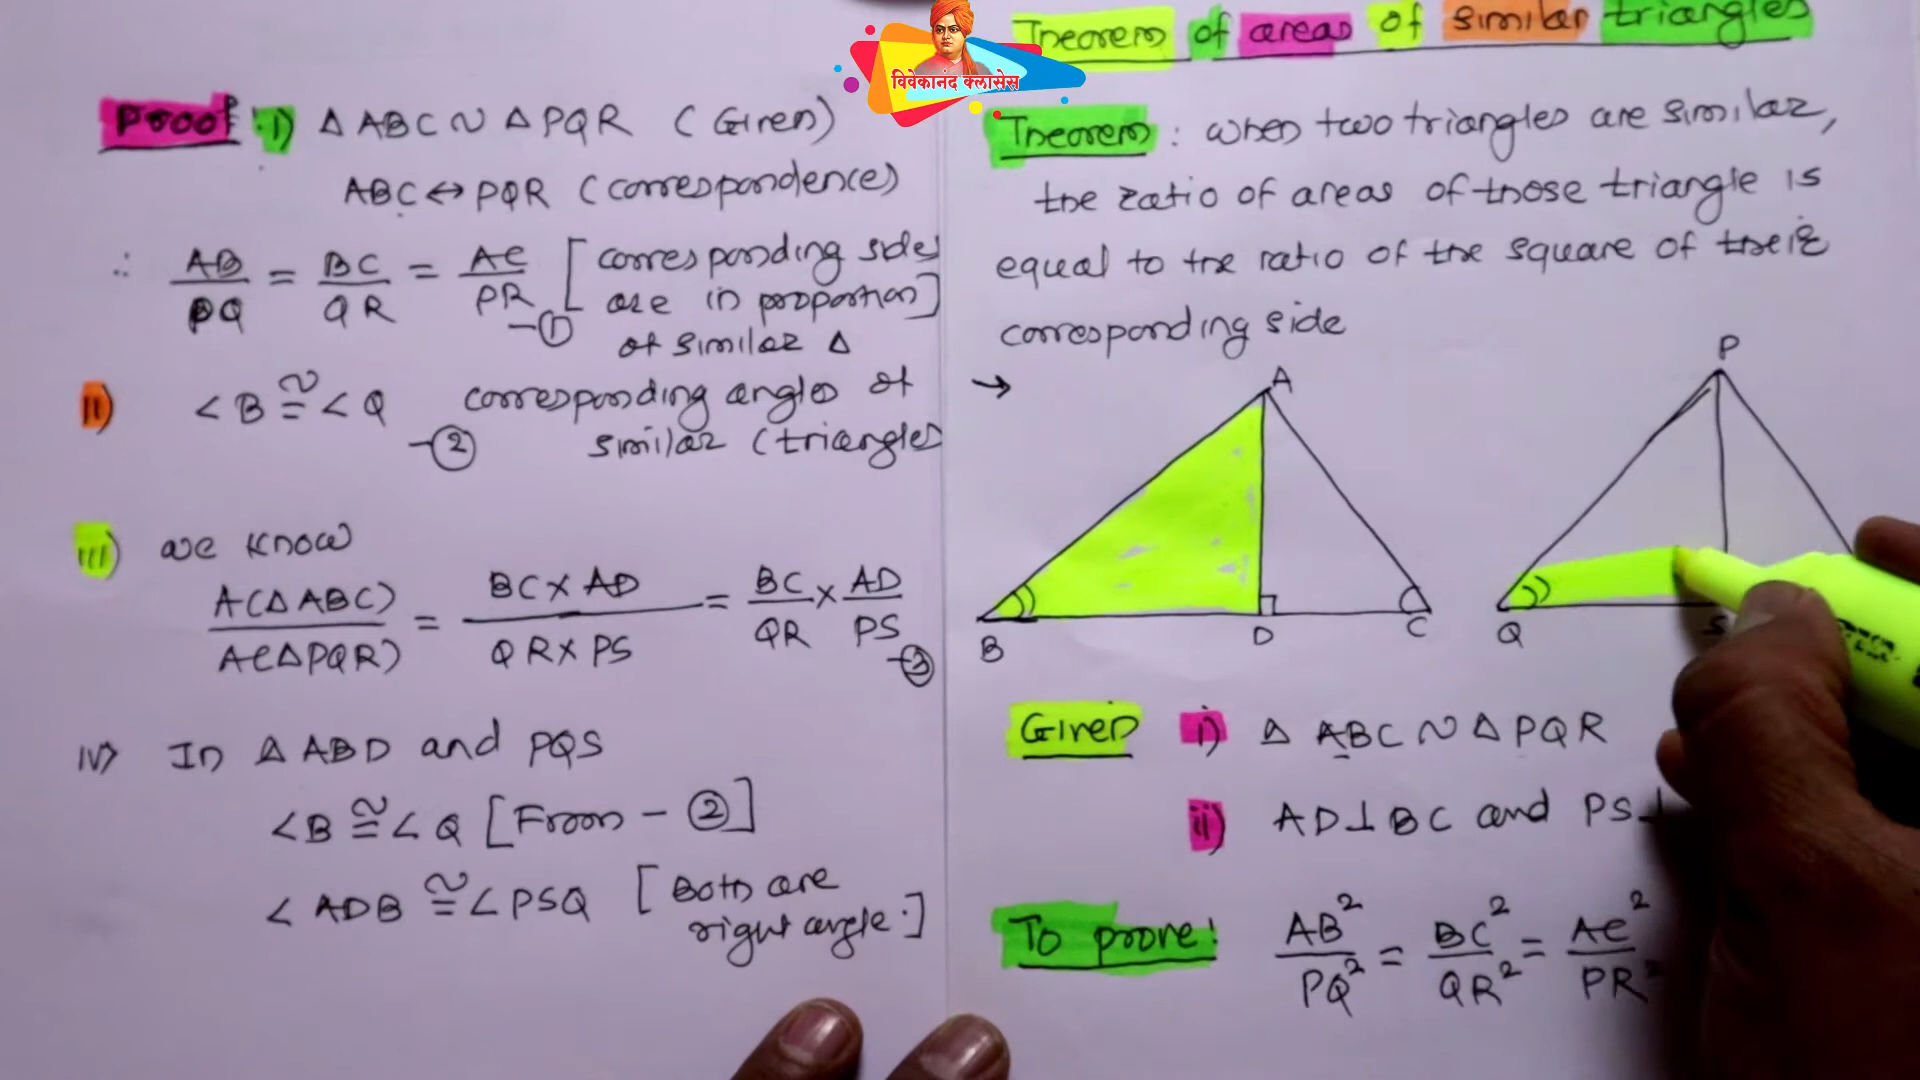 विवेकानंद क्लासेस
Theorem of areas of similar triangles
Proof: i) Δ ABC ~ Δ PQR (Given)
ABC ↔ PQR (correspondence)
∴ AB/PQ = BC/QR = AC/PR — ① [corresponding sides
are in proportion]
of similar Δ
ii) < B ≅ < Q — ② corresponding angles of
similar (triangles
iii) we know
A(Δ ABC)/A(Δ PQR) = BC × AD/QR × PS = BC/QR × AD/PS — ③
iv) In Δ ABD and PQS
<B ≅ < Q [From - ②]
< ADB ≅ < PSQ [Both are
right angle.]
Theorem : when two triangles are similar,
the ratio of areas of those triangle is
equal to the ratio of the square of their
corresponding side
→
A
B
D
C
P
Q
S
Given i) Δ ABC ~ Δ PQR
ii) AD ⊥ BC and PS ⊥
To prove: AB²/PQ² = BC²/QR² = AC²/PR²